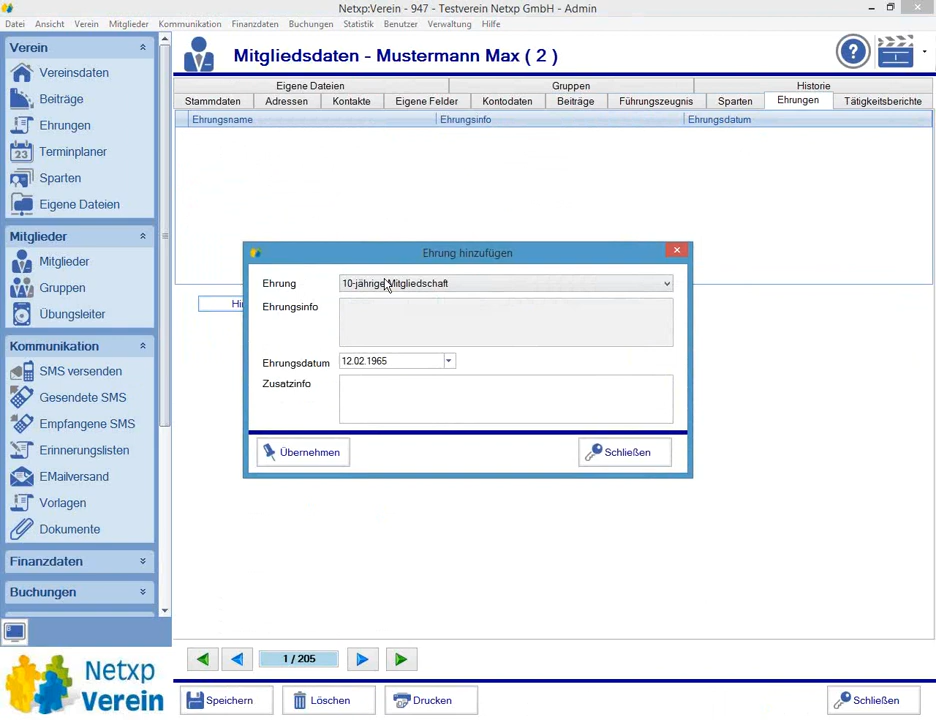 Netxp:Verein - 947 - Testverein Netxp GmbH - Admin
Datei Ansicht Verein Mitglieder Kommunikation Finanzdaten Buchungen Statistik Benutzer Verwaltung Hilfe
Verein
Vereinsdaten
Beiträge
Ehrungen
23 Terminplaner
Sparten
Eigene Dateien
Mitglieder
Mitglieder
Gruppen
Übungsleiter
Kommunikation
SMS versenden
Gesendete SMS
Empfangene SMS
Erinnerungslisten
EMailversand
Vorlagen
Dokumente
Finanzdaten
Buchungen
Netxp
Verein
Mitgliedsdaten - Mustermann Max ( 2 )
?
Eigene Dateien Gruppen Historie
Stammdaten Adressen Kontakte Eigene Felder Kontodaten Beiträge Führungszeugnis Sparten Ehrungen Tätigkeitsberichte
Ehrungsname Ehrungsinfo Ehrungsdatum
Ehrung hinzufügen
Ehrung 10-jährige Mitgliedschaft
Ehrungsinfo
Ehrungsdatum 12.02.1965
Zusatzinfo
Übernehmen Schließen
1 / 205
Speichern Löschen Drucken Schließen